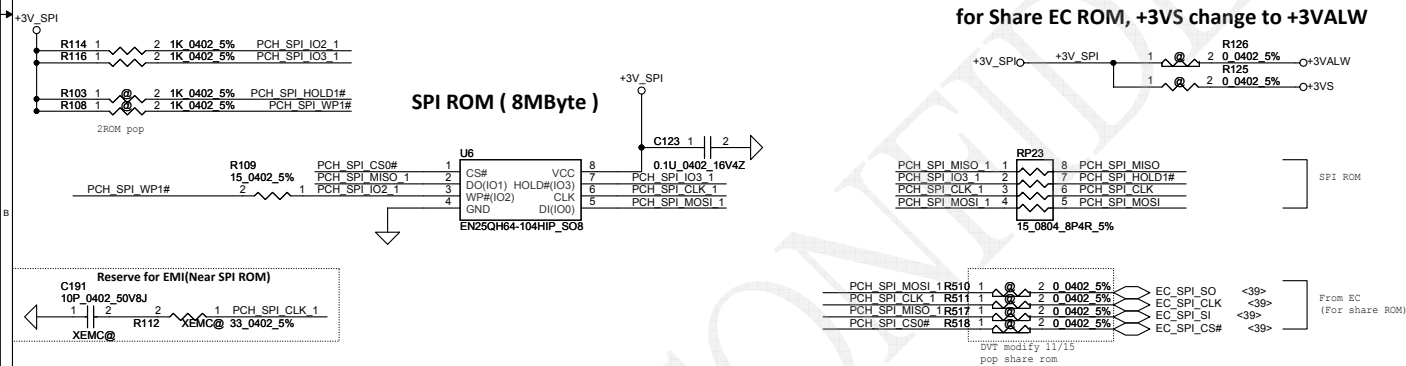 for Share EC ROM, +3VS change to +3VALW
+3V_SPI
R114 1 2 1K_0402_5% PCH_SPI_IO2_1
R116 1 2 1K_0402_5% PCH_SPI_IO3_1
R103 1 @ 2 1K_0402_5% PCH_SPI_HOLD1#
R108 1 @ 2 1K_0402_5% PCH_SPI_WP1#
2ROM pop
+3V_SPI +3V_SPI 1 @ 2 R126 0_0402_5% +3VALW
1 @ 2 R125 0_0402_5% +3VS
SPI ROM ( 8MByte )
+3V_SPI
C123 1 2
0.1U_0402_16V4Z
U6
R109
15_0402_5%
PCH_SPI_WP1# 2 1
PCH_SPI_CS0# 1 CS# VCC 8
PCH_SPI_MISO_1 2 DO(IO1) HOLD#(IO3) 7 PCH_SPI_IO3_1
PCH_SPI_IO2_1 3 WP#(IO2) CLK 6 PCH_SPI_CLK_1
4 GND DI(IO0) 5 PCH_SPI_MOSI_1
EN25QH64-104HIP_SO8
RP23
PCH_SPI_MISO_1 1 8 PCH_SPI_MISO
PCH_SPI_IO3_1 2 7 PCH_SPI_HOLD1#
PCH_SPI_CLK_1 3 6 PCH_SPI_CLK
PCH_SPI_MOSI_1 4 5 PCH_SPI_MOSI
15_0804_8P4R_5%
SPI ROM
B
Reserve for EMI(Near SPI ROM)
C191
10P_0402_50V8J
1 2 2 1 PCH_SPI_CLK_1
R112 XEMC@ 33_0402_5%
XEMC@
PCH_SPI_MOSI_1 R510 1 @ 2 0_0402_5% EC_SPI_SO <39>
PCH_SPI_CLK_1 R511 1 @ 2 0_0402_5% EC_SPI_CLK <39>
PCH_SPI_MISO_1 R517 1 @ 2 0_0402_5% EC_SPI_SI <39>
PCH_SPI_CS0# R518 1 @ 2 0_0402_5% EC_SPI_CS# <39>
From EC
(For share ROM)
DVT modify 11/15
pop share rom